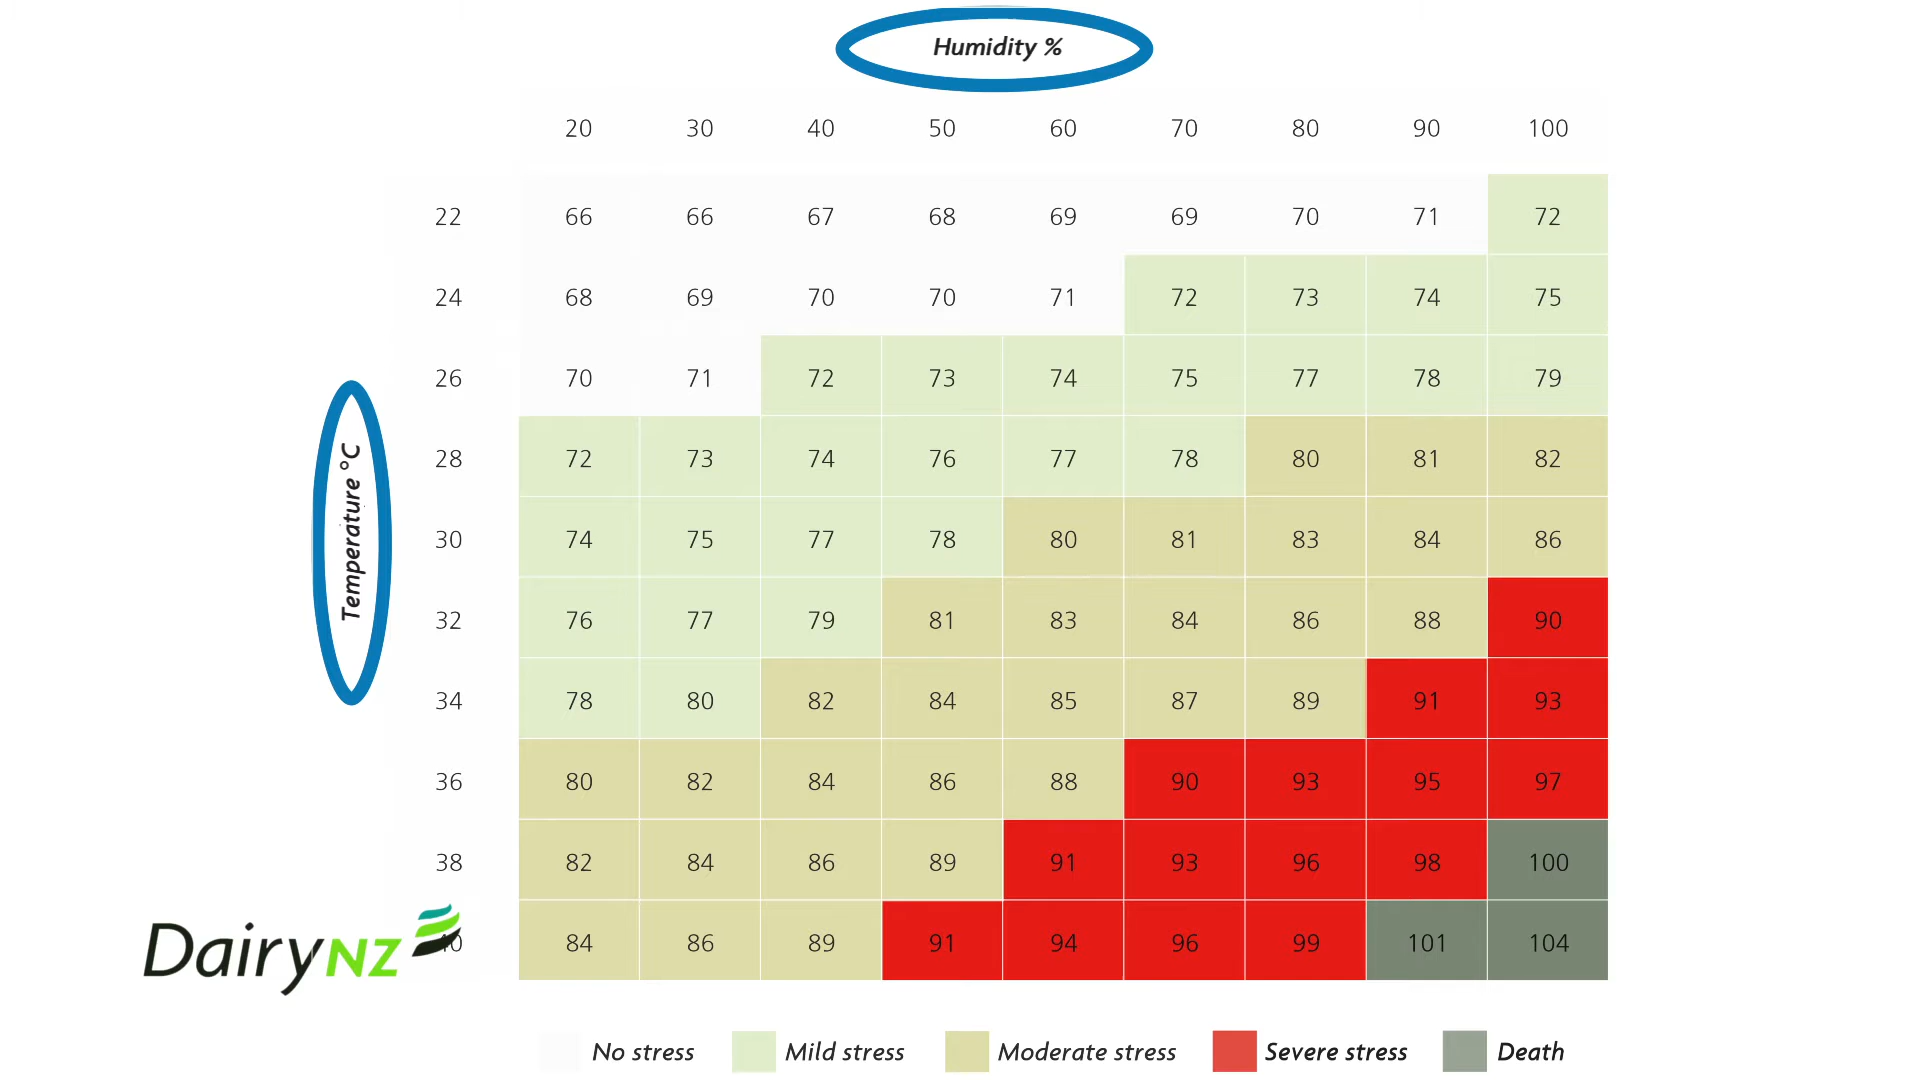 Humidity %
20 30 40 50 60 70 80 90 100
22 66 66 67 68 69 69 70 71 72
24 68 69 70 70 71 72 73 74 75
26 70 71 72 73 74 75 77 78 79
28 72 73 74 76 77 78 80 81 82
30 74 75 77 78 80 81 83 84 86
32 76 77 79 81 83 84 86 88 90
34 78 80 82 84 85 87 89 91 93
36 80 82 84 86 88 90 93 95 97
38 82 84 86 89 91 93 96 98 100
40 84 86 89 91 94 96 99 101 104
Temperature °C
DairyNZ
No stress Mild stress Moderate stress Severe stress Death